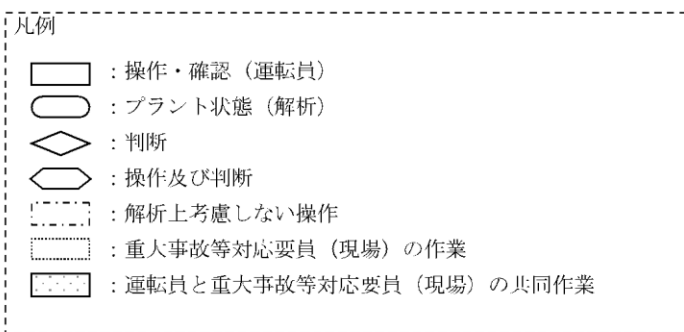 凡例
：操作・確認（運転員）
：プラント状態（解析）
：判断
：操作及び判断
：解析上考慮しない操作
：重大事故等対応要員（現場）の作業
：運転員と重大事故等対応要員（現場）の共同作業